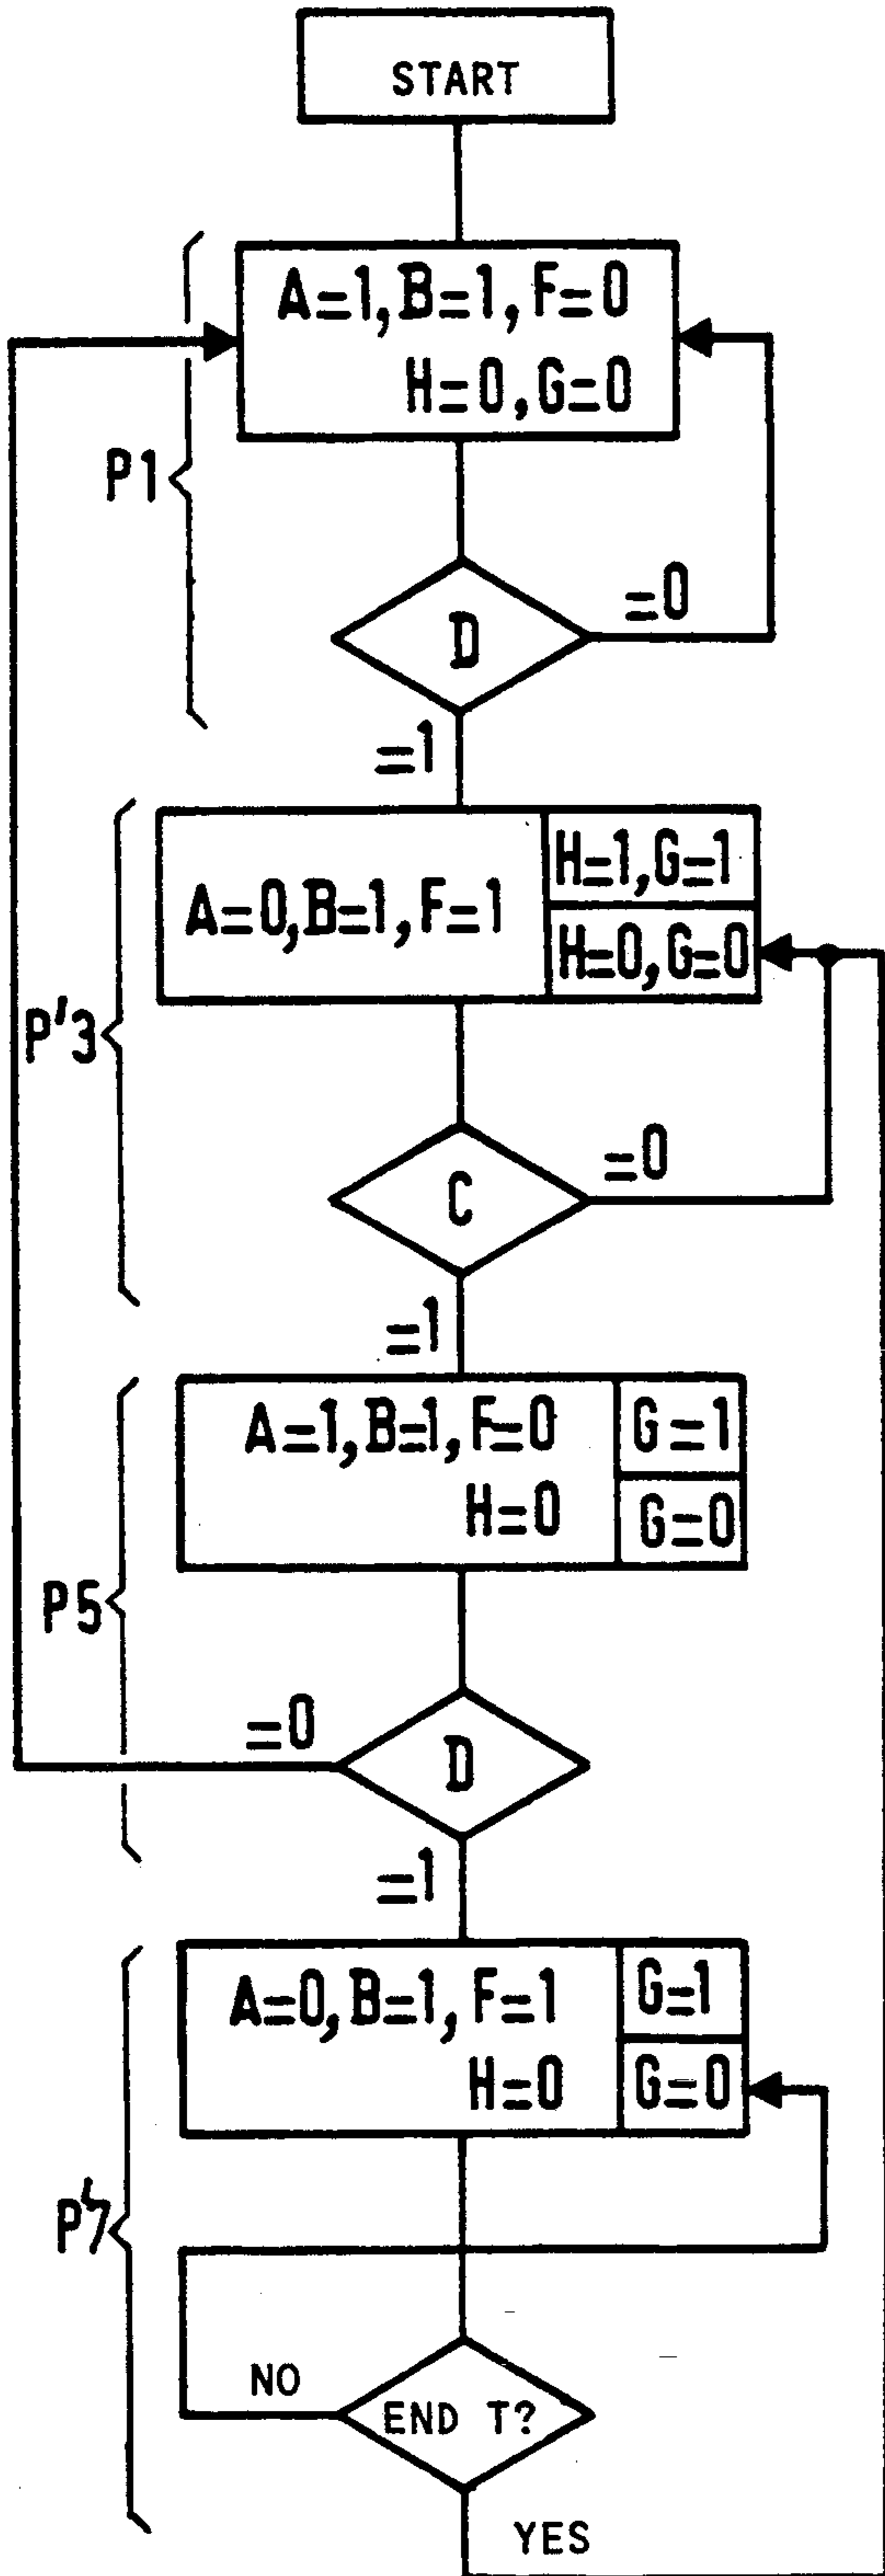 START
A=1,B=1,F=0
H=0,G=0
P1
D
=0
=1
A=0,B=1,F=1
H=1,G=1
H=0,G=0
P'3
C
=0
=1
A=1,B=1,F=0
H=0
G=1
G=0
P5
D
=0
=1
A=0,B=1,F=1
H=0
G=1
G=0
P'7
NO
END T?
YES